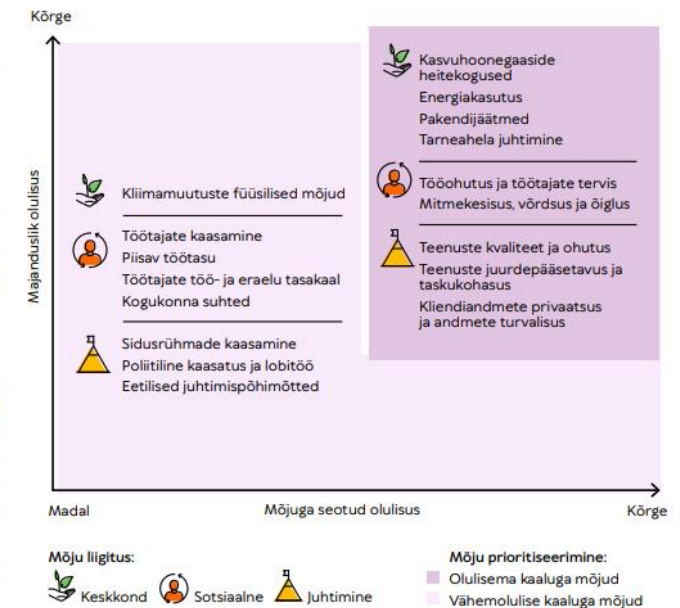 Kõrge
Majanduslik olulisus
Kliimamuutuste füüsilised mõjud
Töötajate kaasamine
Piisav töötasu
Töötajate töö- ja eraelu tasakaal
Kogukonna suhted
Sidusrühmade kaasamine
Poliitiline kaasatus ja lobitöö
Eetilised juhtimispõhimõtted
Kasvuhoonegaaside
heitekogused
Energiakasutus
Pakendijäätmed
Tarneahela juhtimine
Tööohutus ja töötajate tervis
Mitmekesisus, võrdsus ja õiglus
Teenuste kvaliteet ja ohutus
Teenuste juurdepääsetavus ja
taskukohasus
Kliendiandmete privaatsus
ja andmete turvalisus
Madal
Mõjuga seotud olulisus
Kõrge
Mõju liigitus:
Keskkond
Sotsiaalne
Juhtimine
Mõju prioritiseerimine:
Olulisema kaaluga mõjud
Vähemolulise kaaluga mõjud